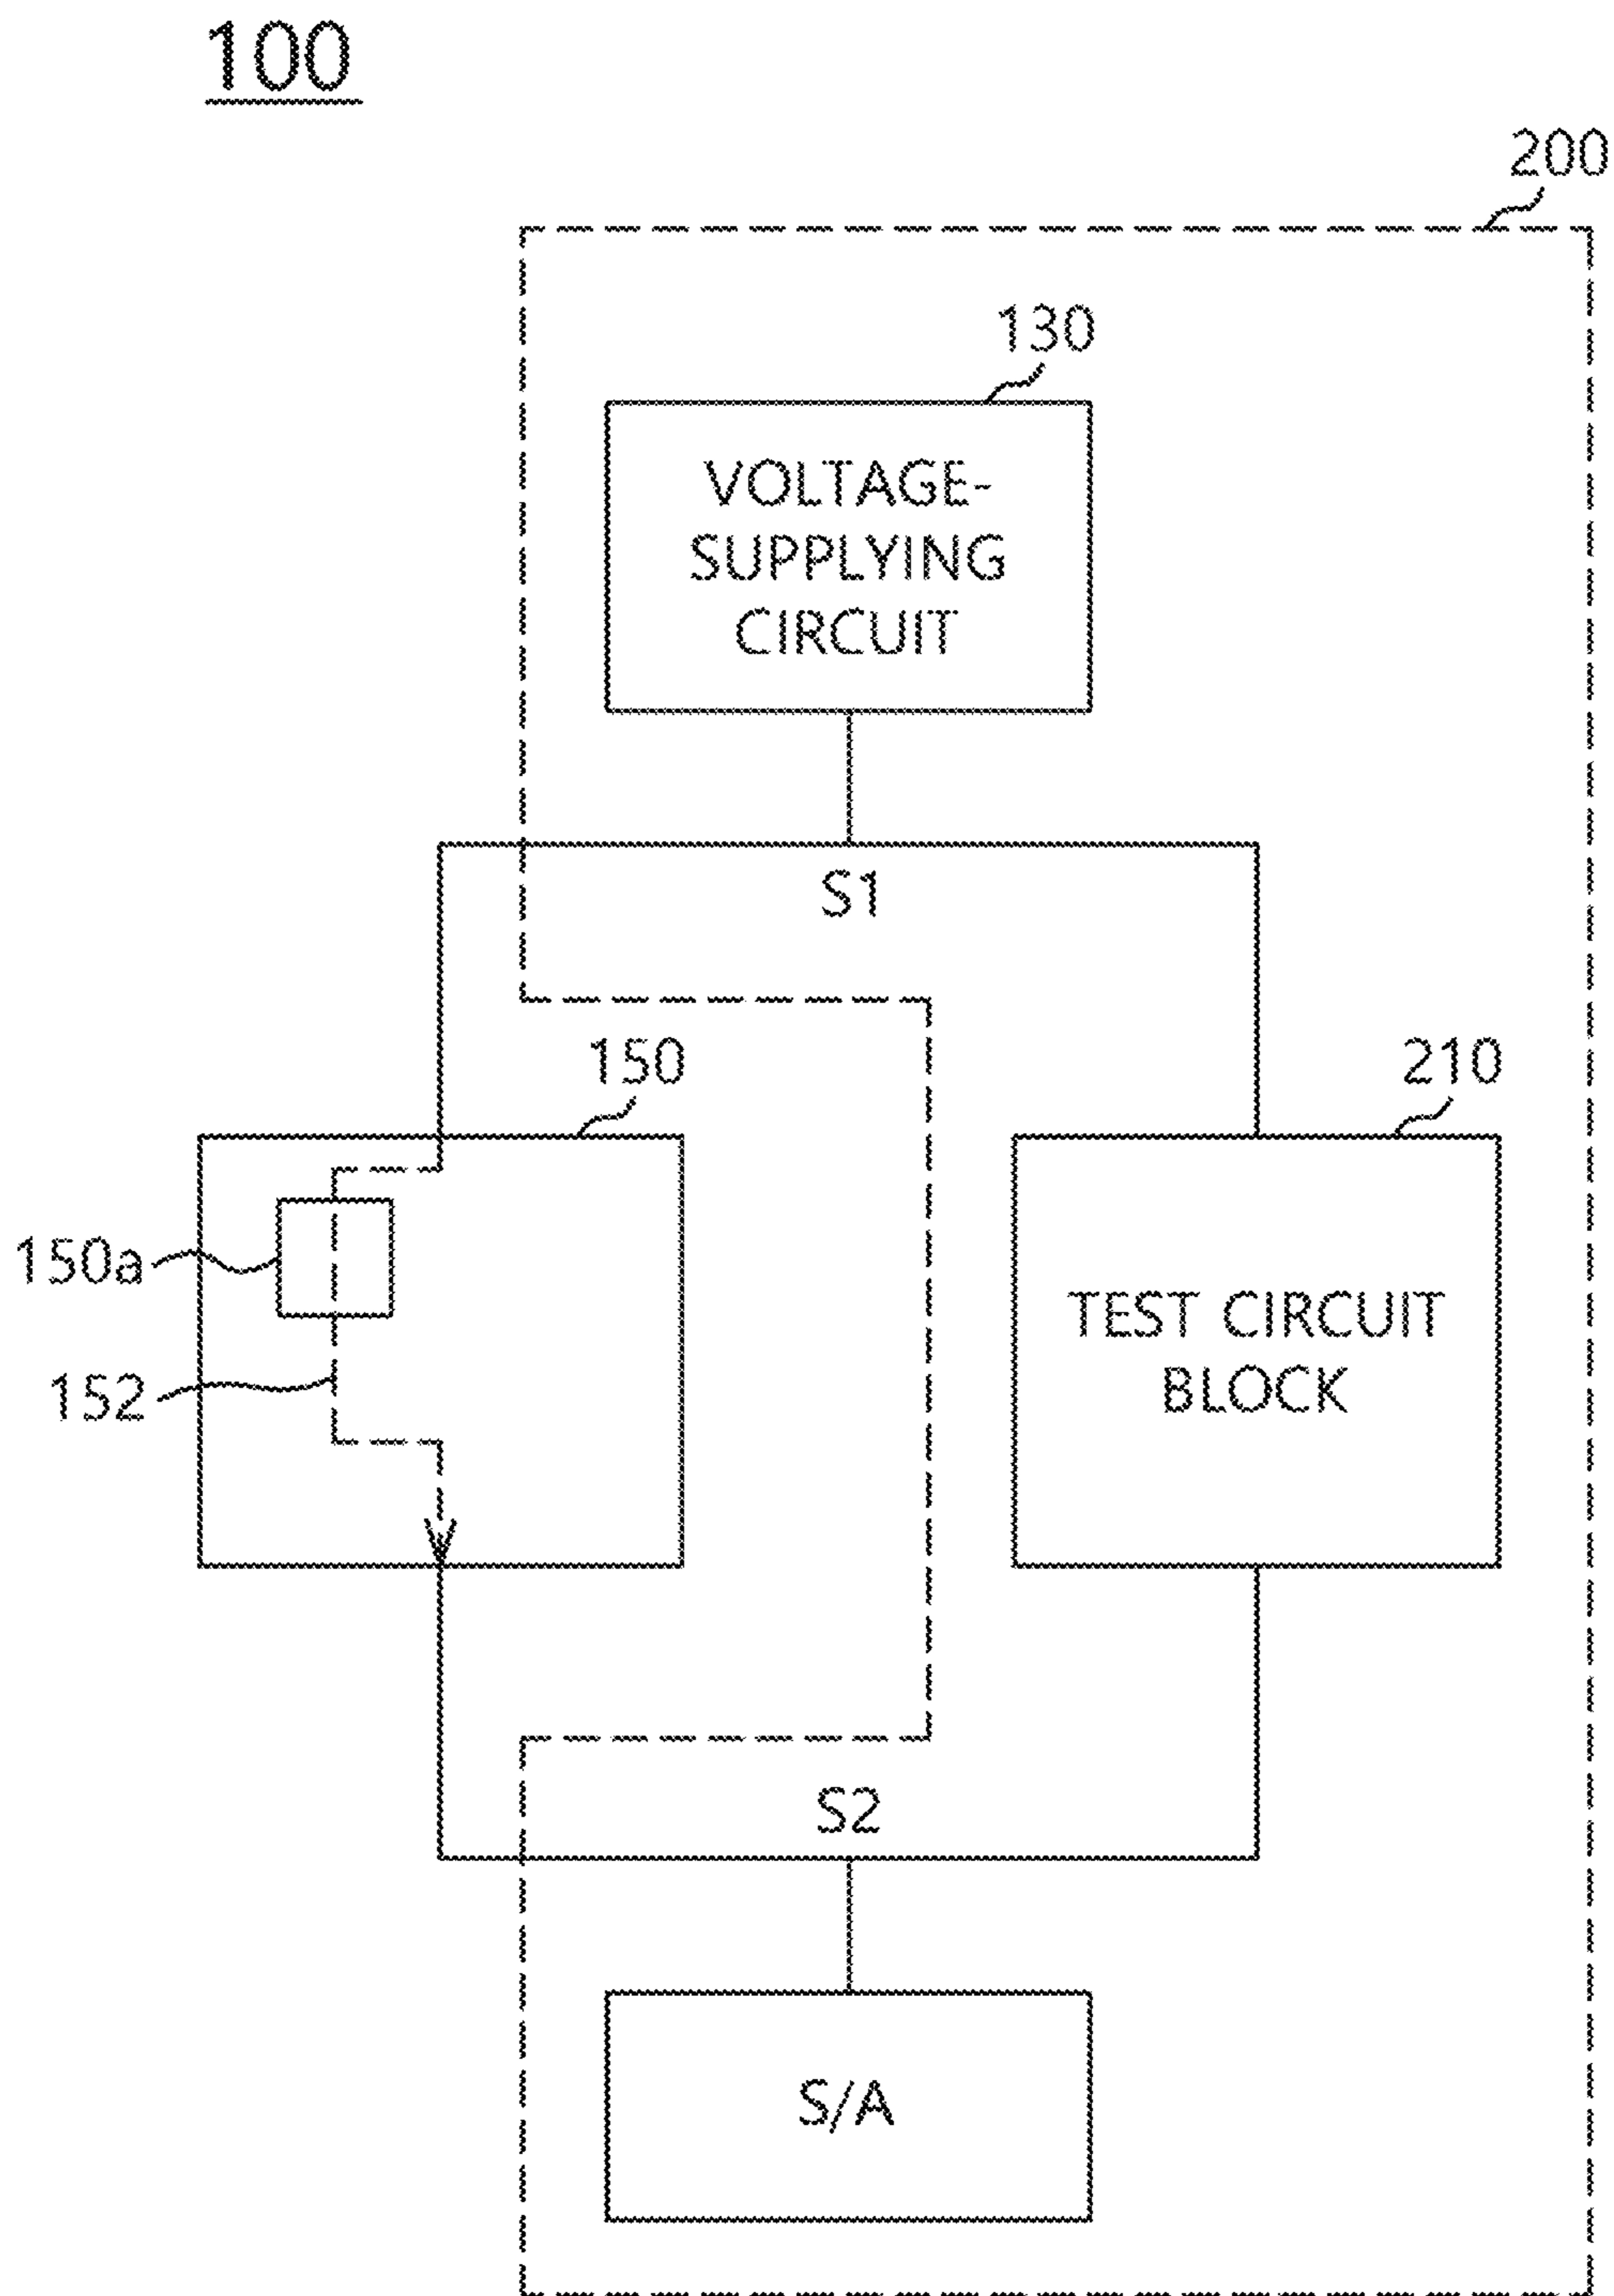 100
200
130
VOLTAGE-
SUPPLYING
CIRCUIT
S1
150
210
150a
TEST CIRCUIT
BLOCK
152
S2
S/A